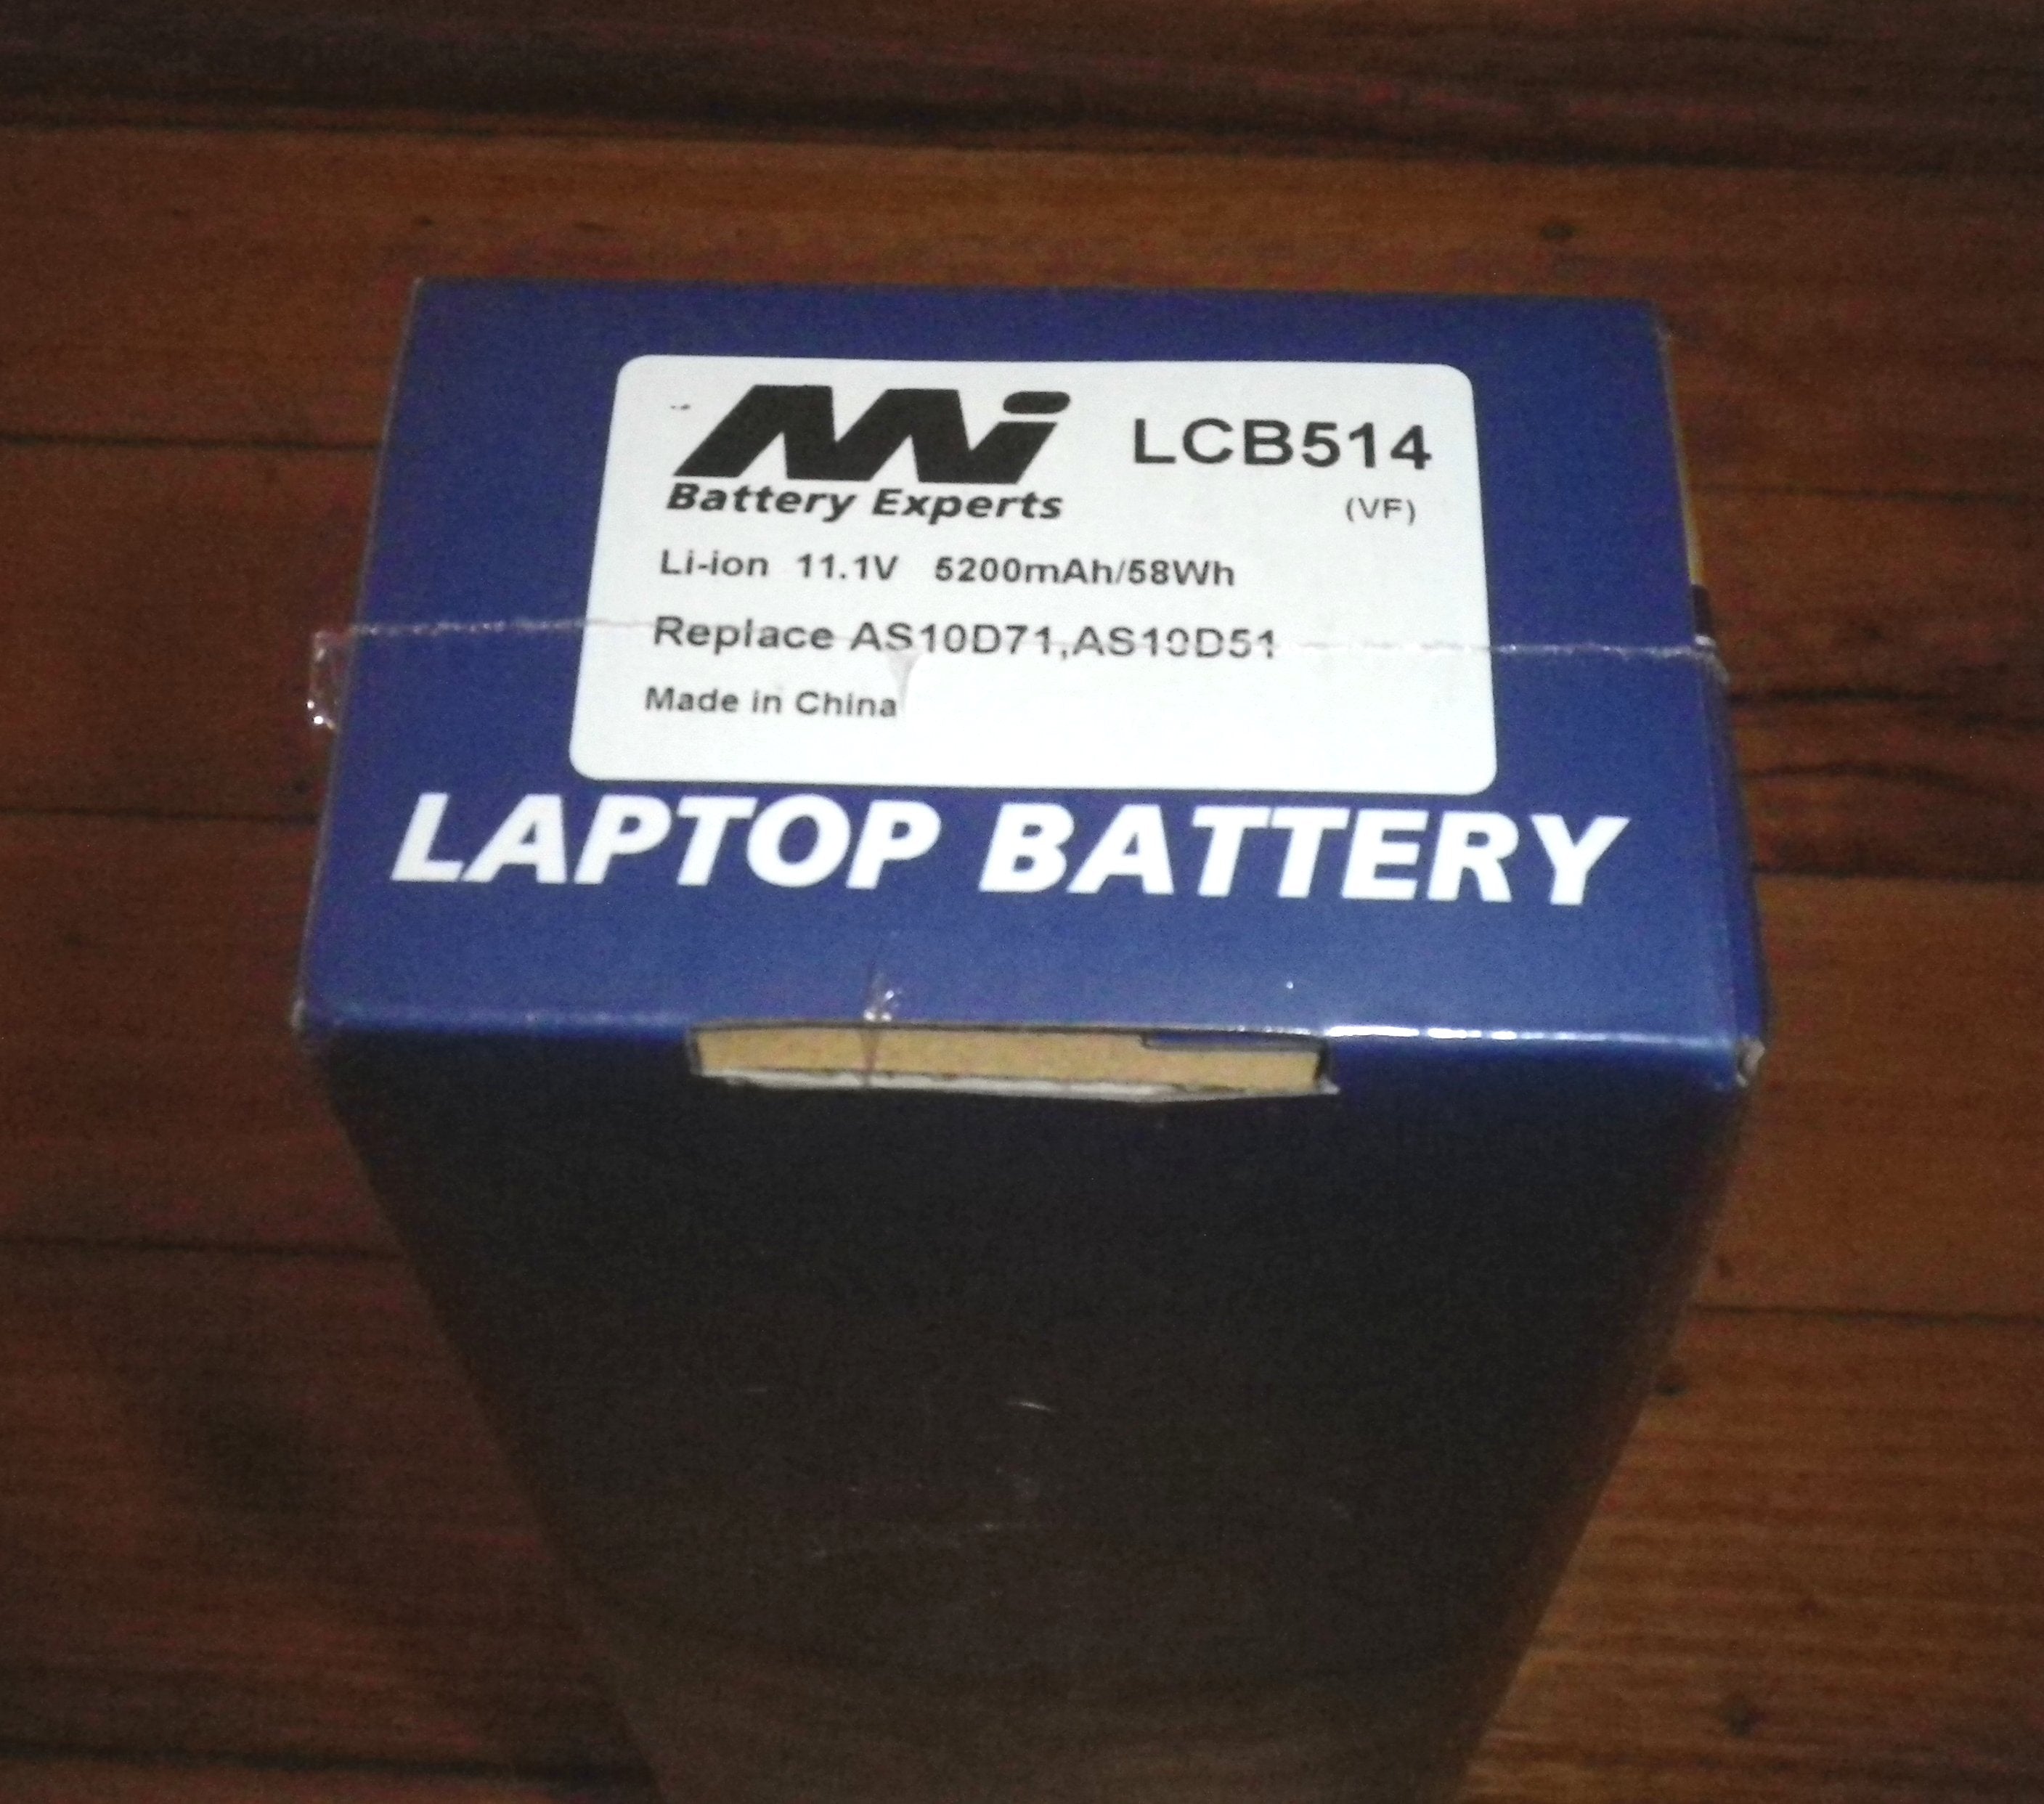 Mi LCB514
Battery Experts (VF)
Li-ion 11.1V 5200mAh/58Wh
Replace AS10D71,AS10D51
Made in China
LAPTOP BATTERY